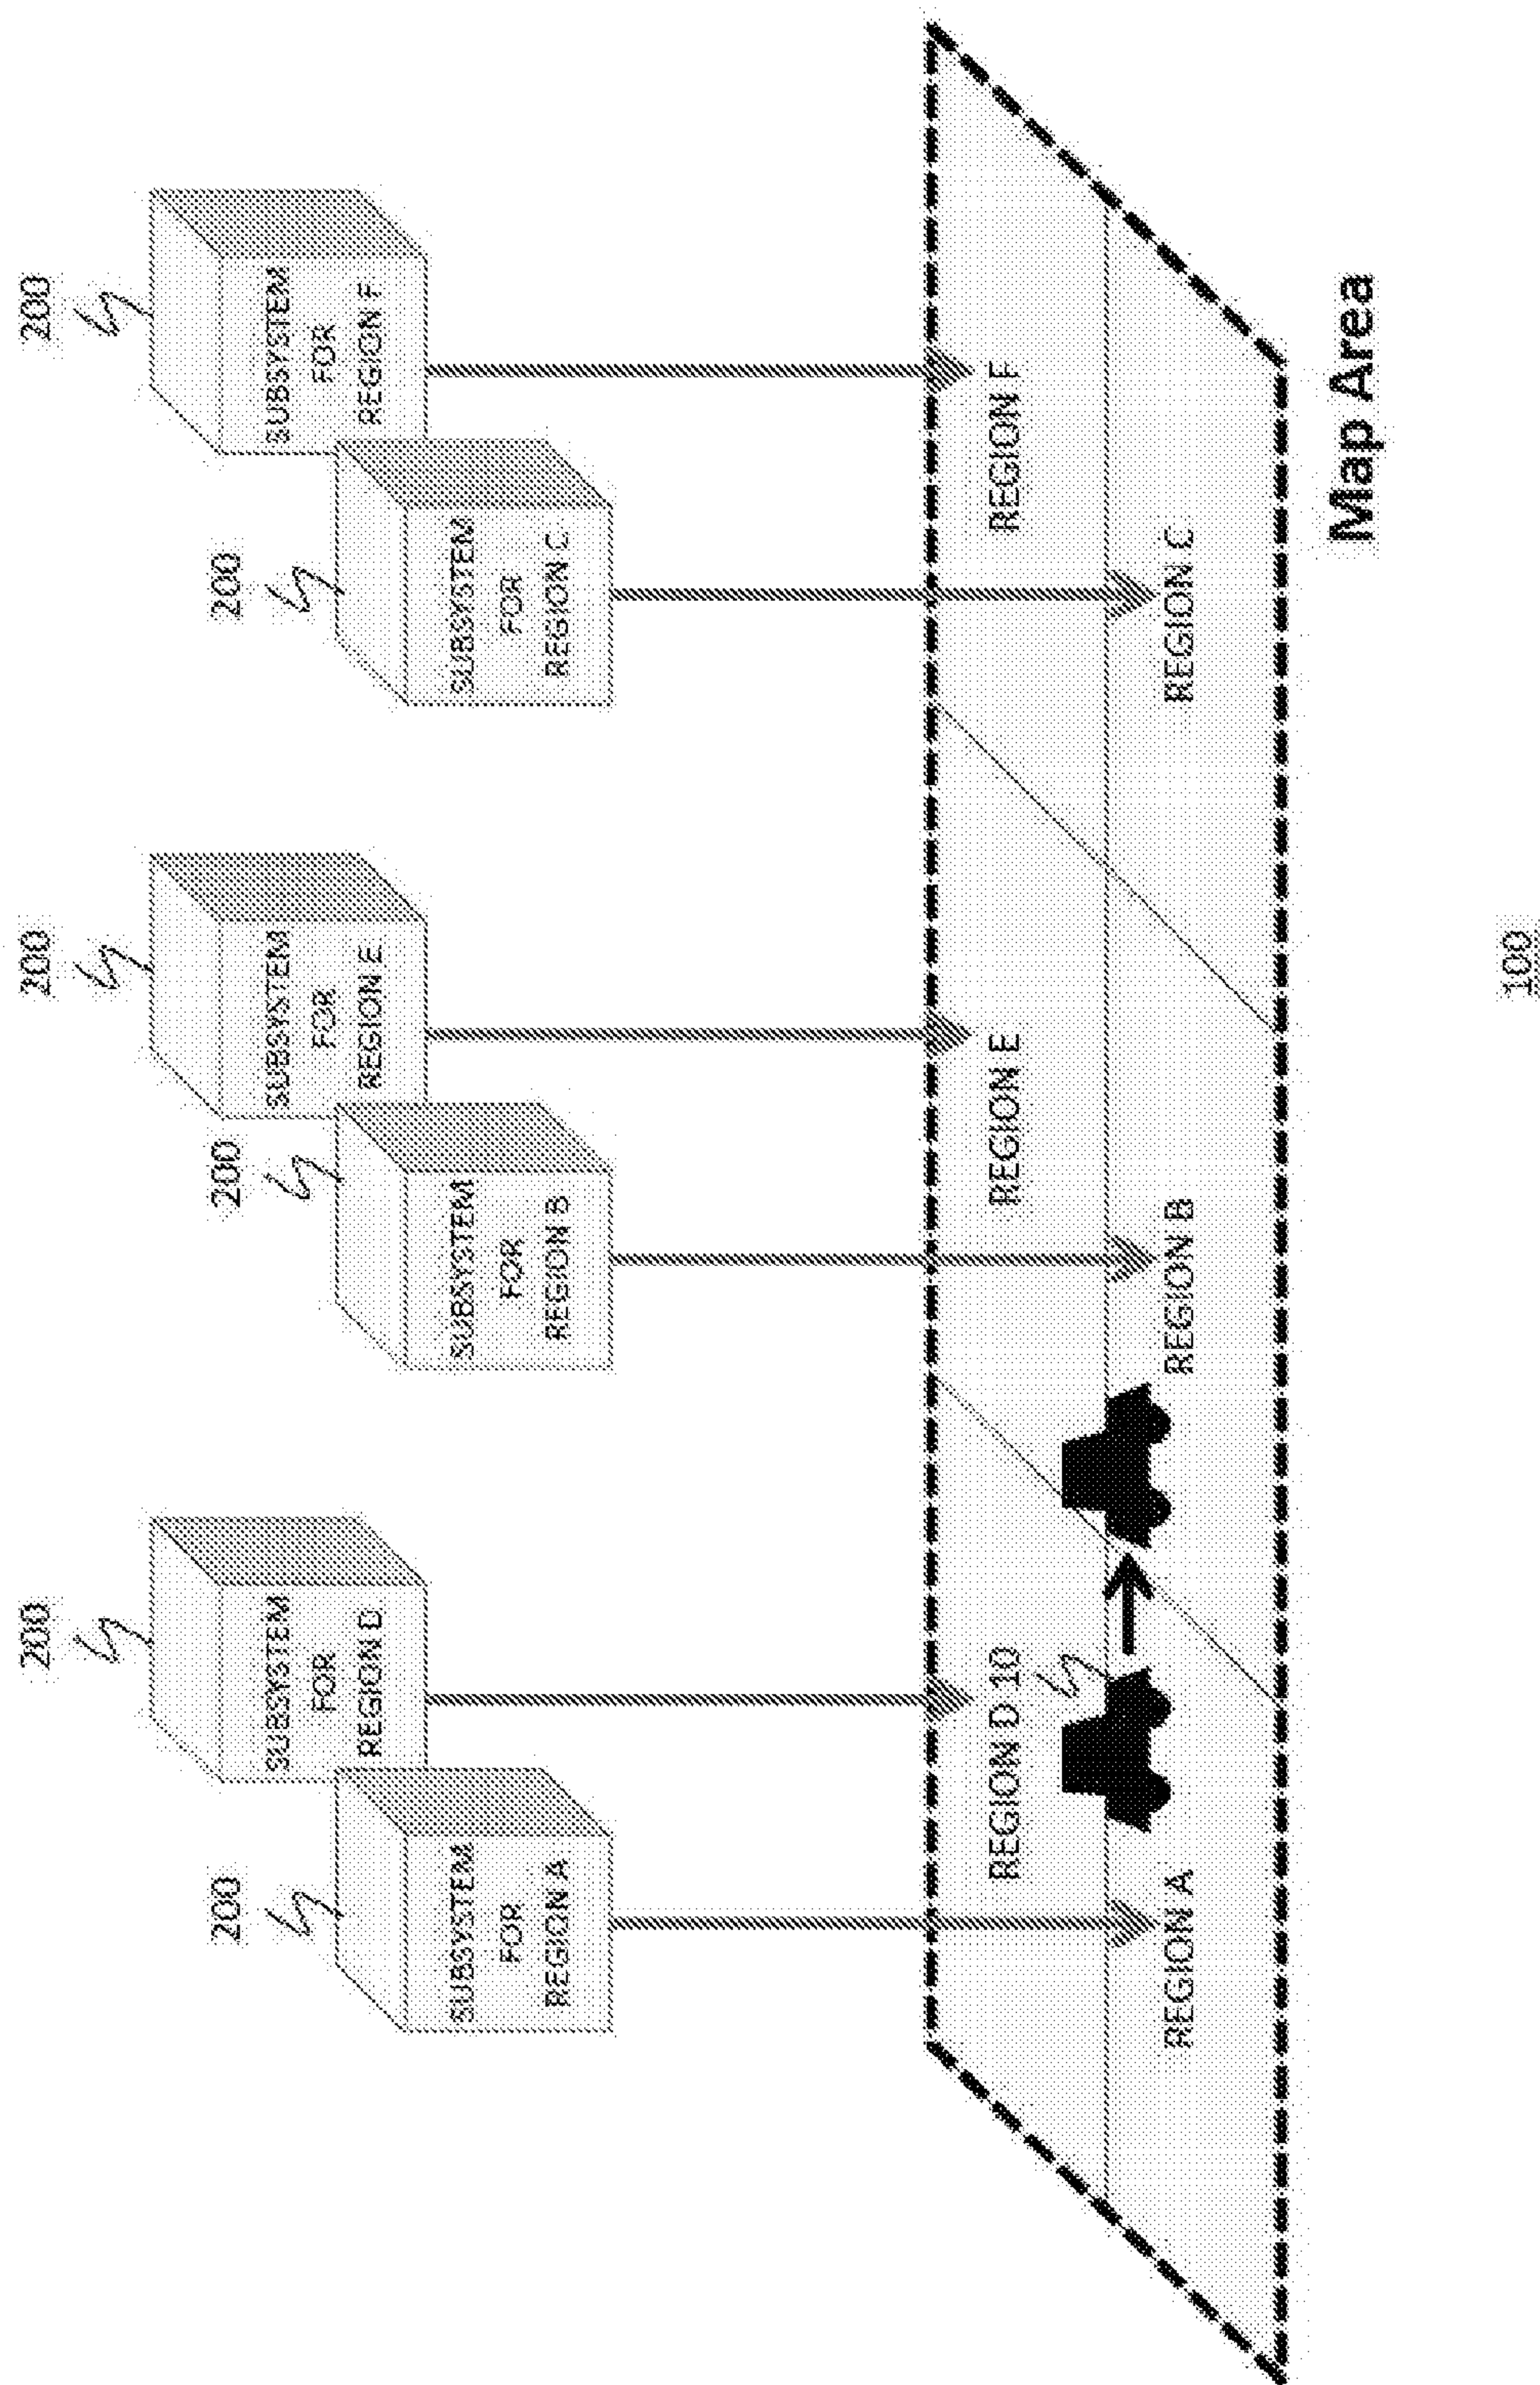 200
SUBSYSTEM
FOR
REGION D
200
SUBSYSTEM
FOR
REGION A
200
SUBSYSTEM
FOR
REGION E
200
SUBSYSTEM
FOR
REGION B
200
SUBSYSTEM
FOR
REGION F
200
SUBSYSTEM
FOR
REGION C
REGION D 10
REGION E
REGION F
REGION A
REGION B
REGION C
Map Area
100